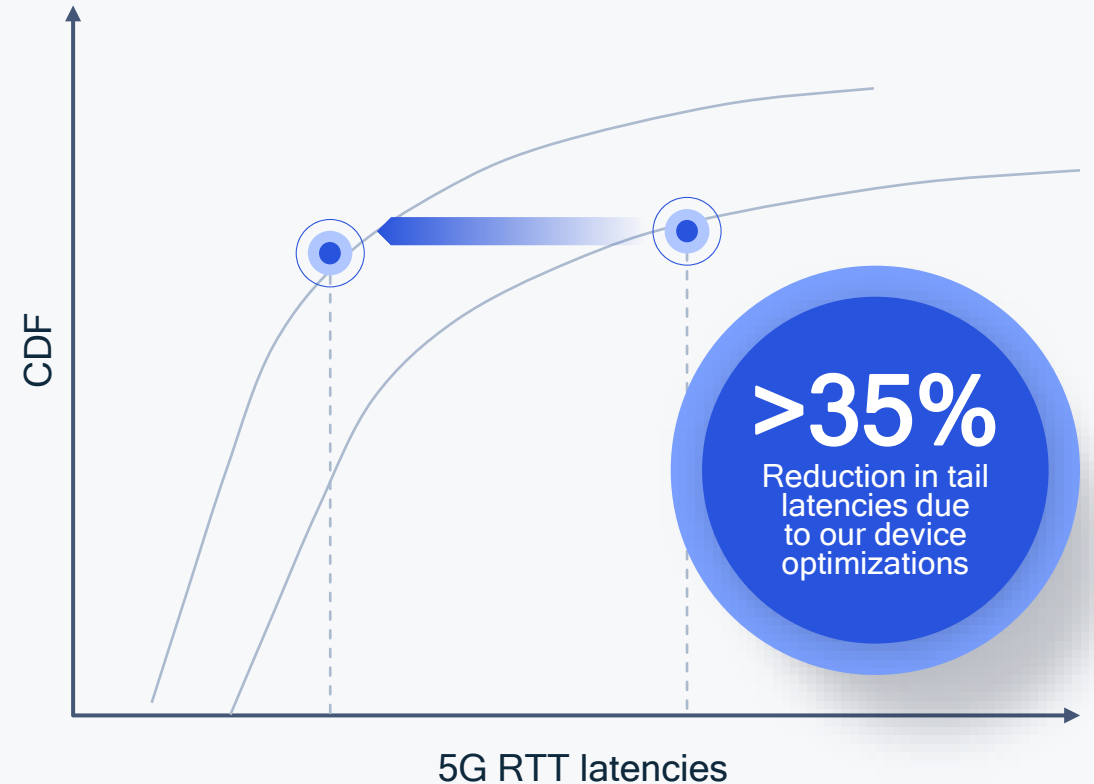 CDF
>35%
Reduction in tail
latencies due
to our device
optimizations
5G RTT latencies